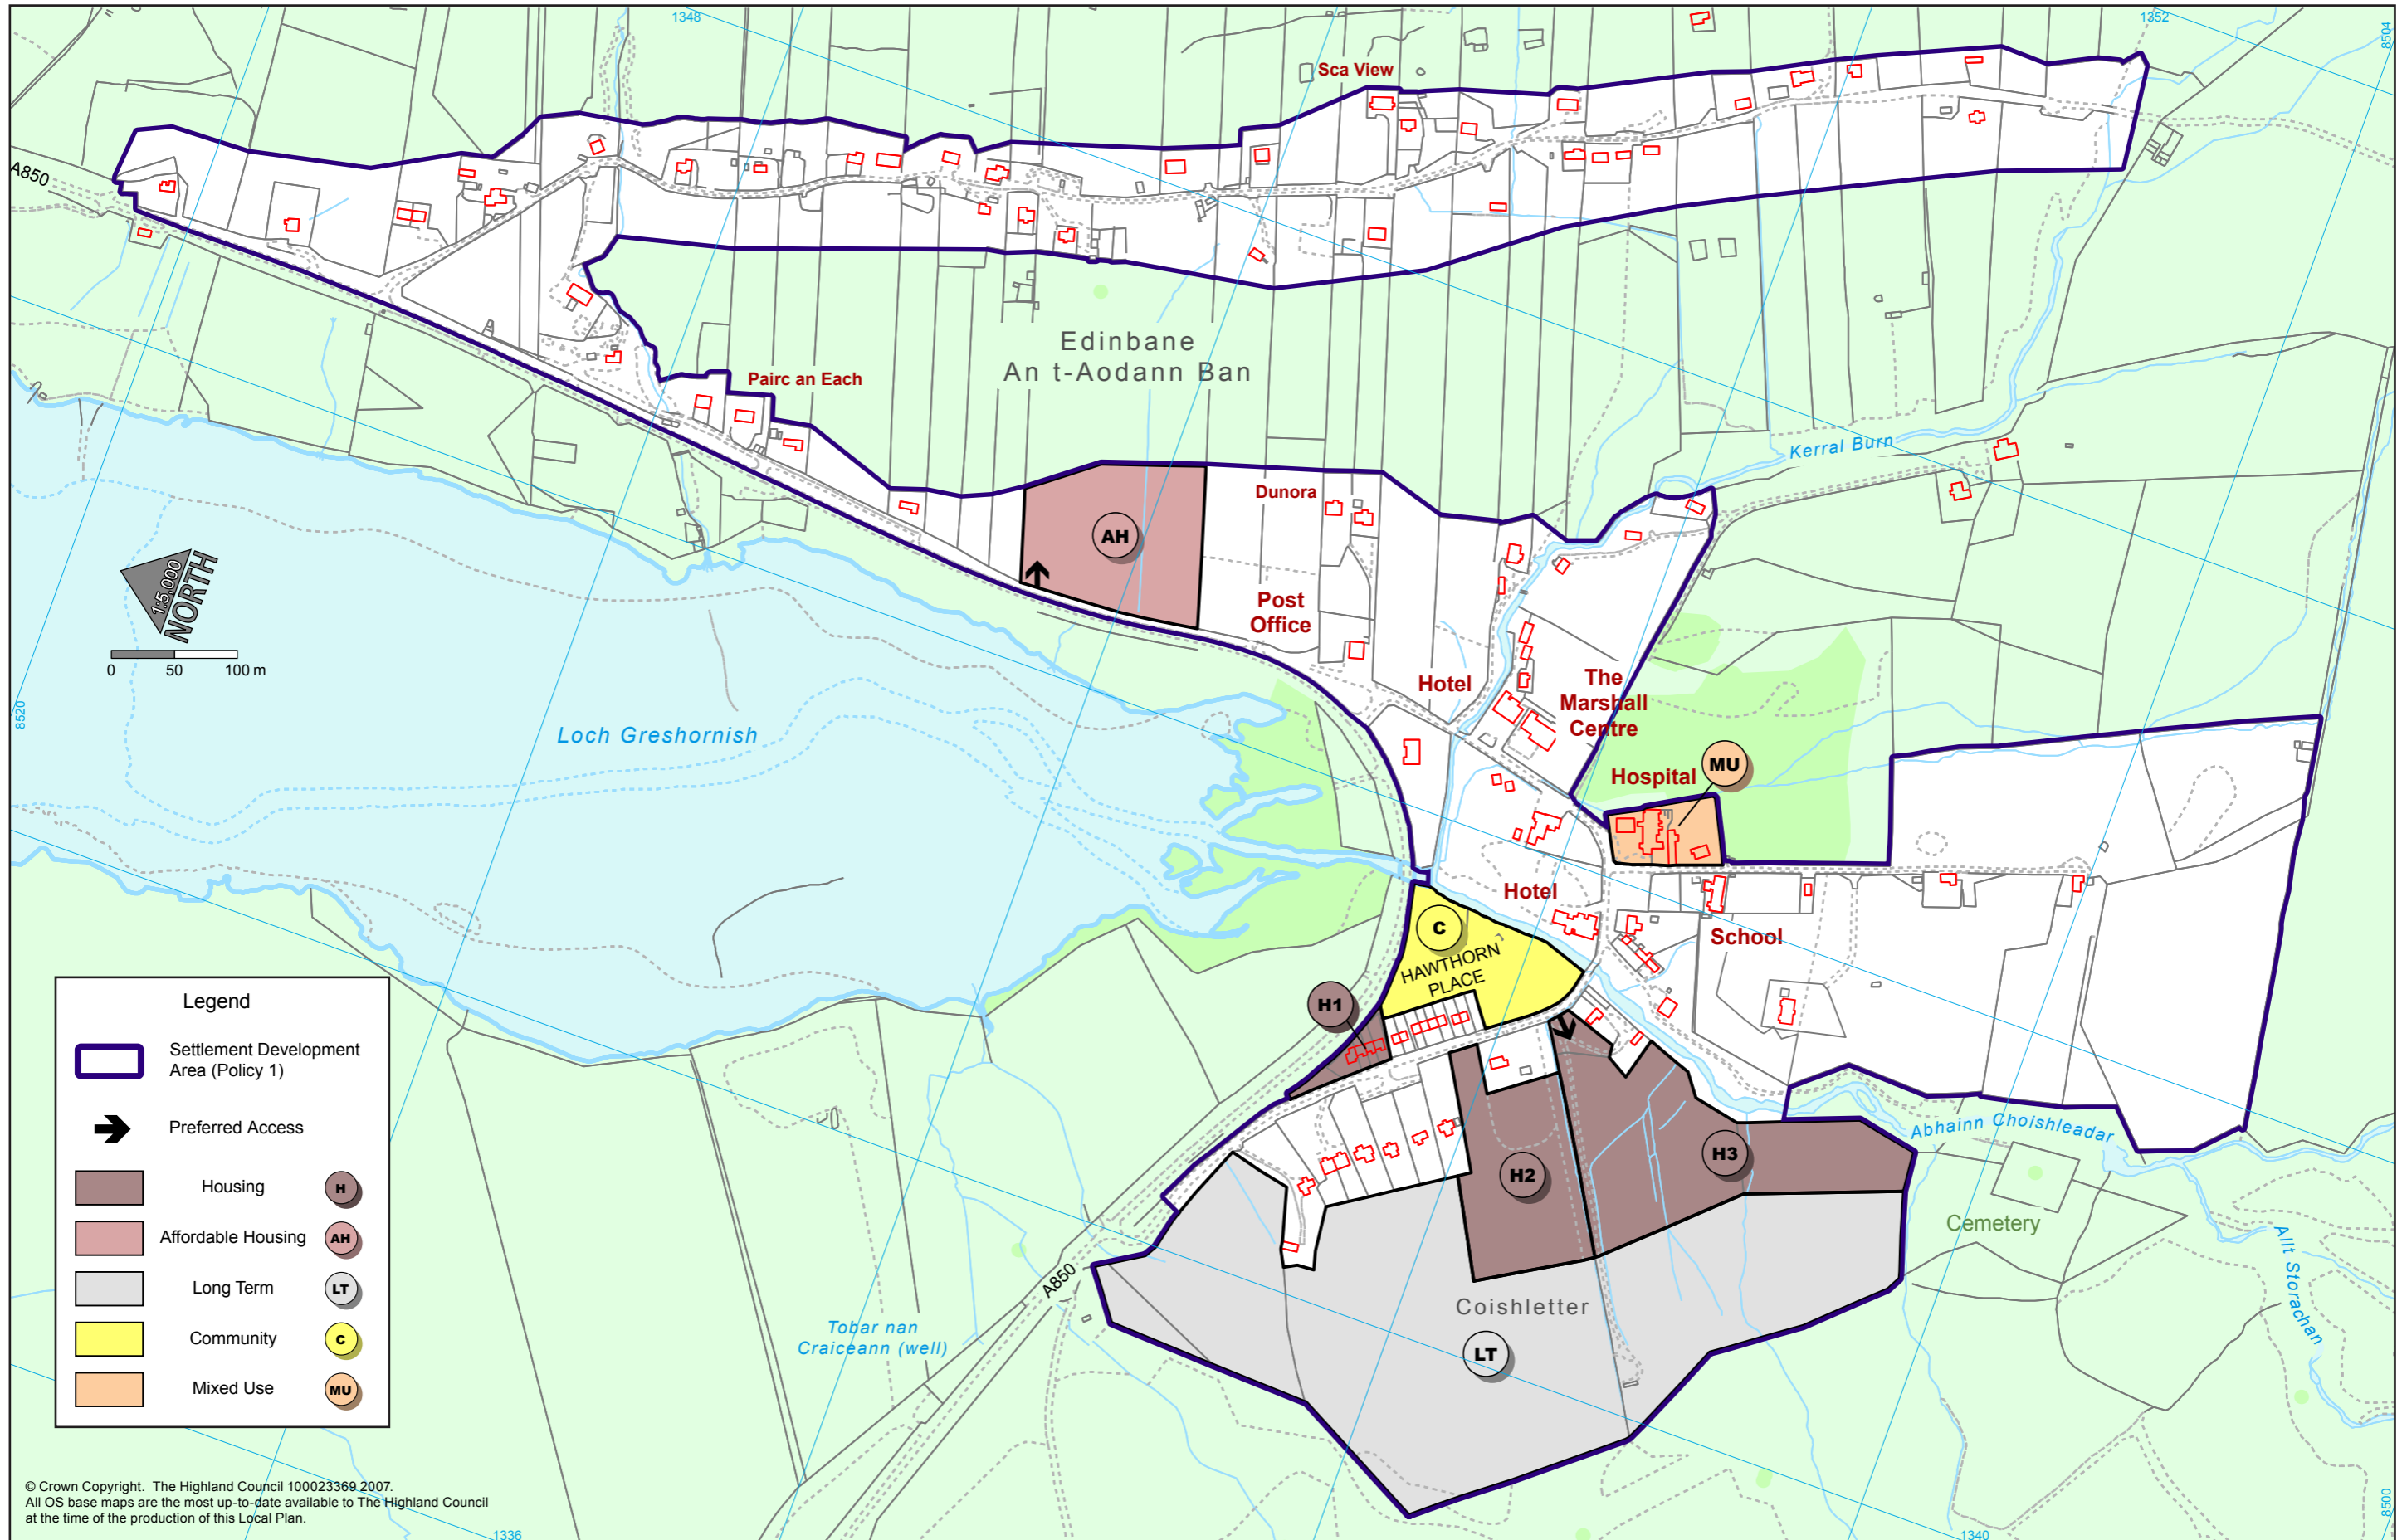 1348
1352
8504
Sca View
A850
Edinbane
An t-Aodann Ban
Pairc an Each
Kerral Burn
Dunora
AH
1:5,000
NORTH
0 50 100 m
Post
Office
Hotel
The
Marshall
Centre
8520
Loch Greshornish
Hospital
MU
Hotel
C
School
HAWTHORN
PLACE
H1
Abhainn Choishleadar
H3
H2
Cemetery
Allt Storachan
A850
Coishletter
Tobar nan
Craiceann (well)
LT
Legend
Settlement Development
Area (Policy 1)
Preferred Access
Housing H
Affordable Housing AH
Long Term LT
Community C
Mixed Use MU
© Crown Copyright. The Highland Council 100023369 2007.
All OS base maps are the most up-to-date available to The Highland Council
at the time of the production of this Local Plan.
1336
1340
8500